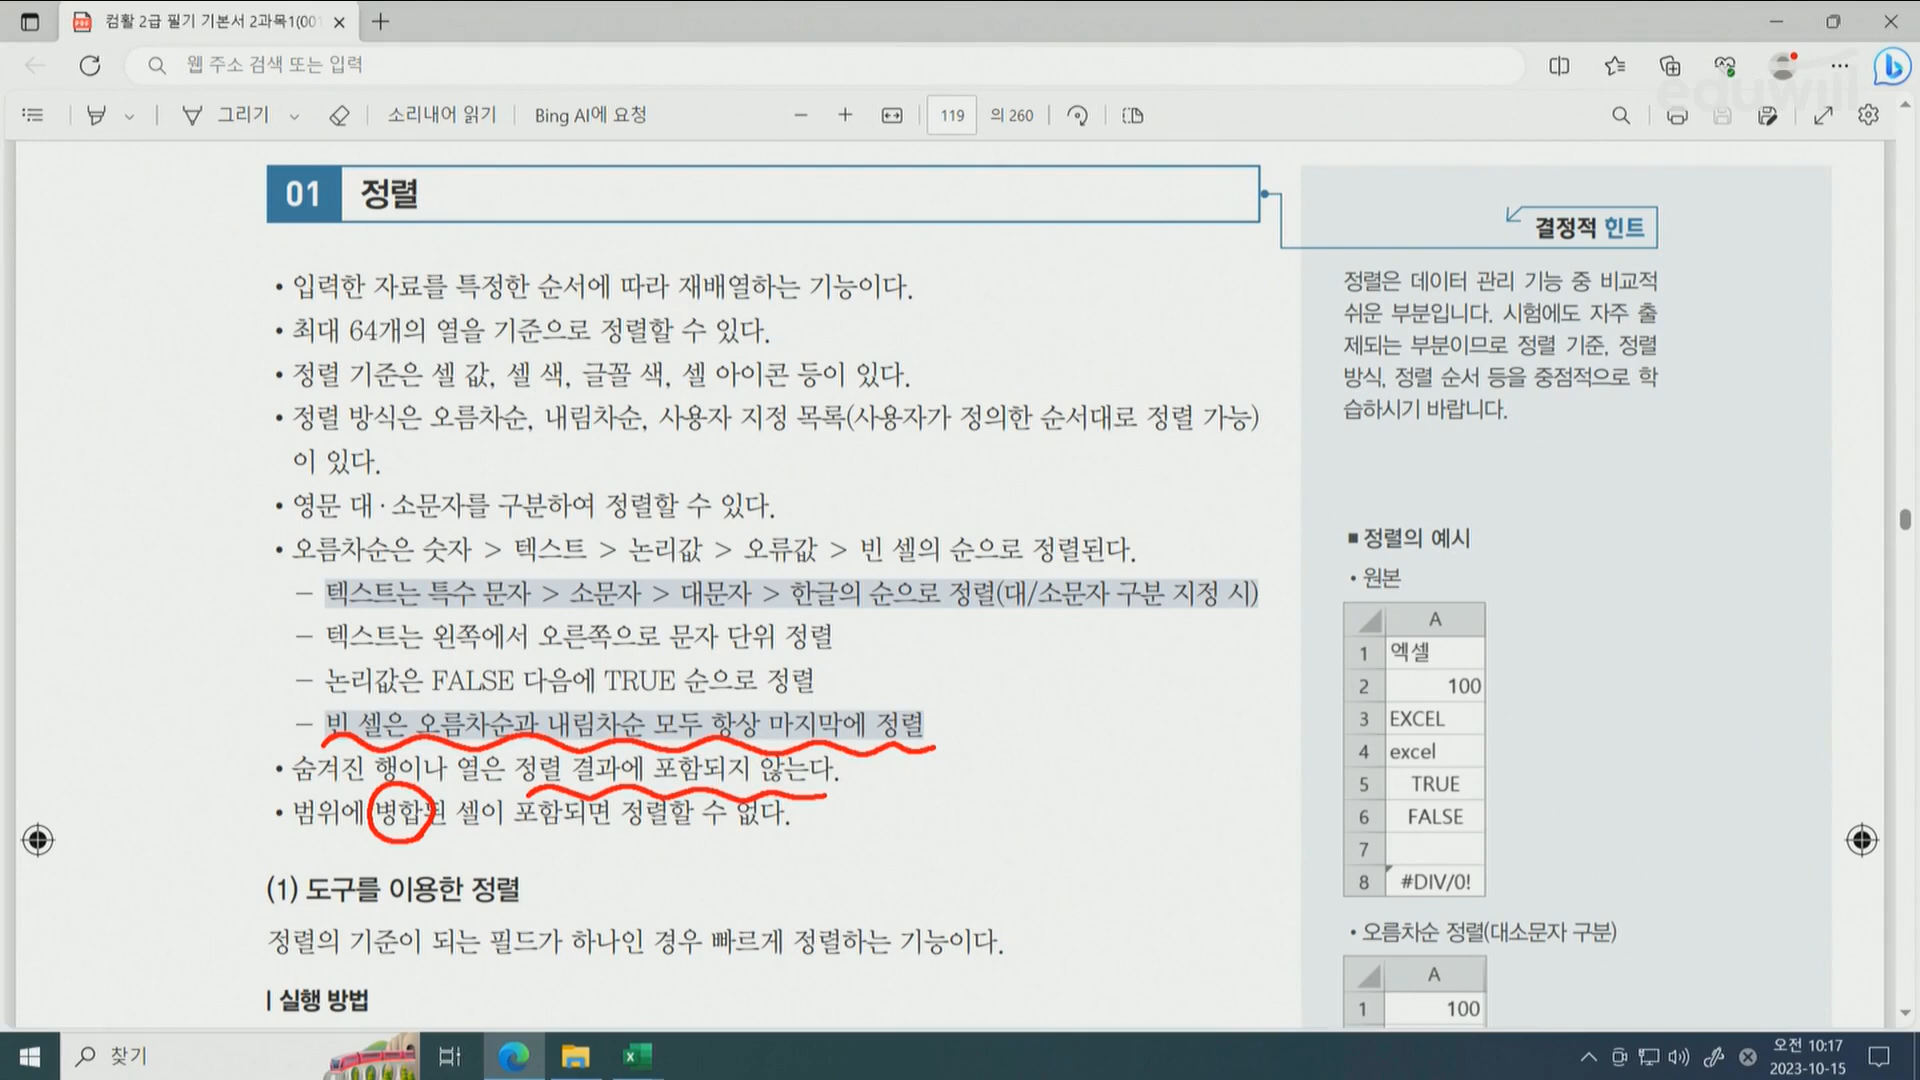 컴활 2급 필기 기본서 2과목1(001
웹 주소 검색 또는 입력
eduwill
그리기
소리내어 읽기
Bing AI에 요청
119
의 260
01 정렬
• 입력한 자료를 특정한 순서에 따라 재배열하는 기능이다.
• 최대 64개의 열을 기준으로 정렬할 수 있다.
• 정렬 기준은 셀 값, 셀 색, 글꼴 색, 셀 아이콘 등이 있다.
• 정렬 방식은 오름차순, 내림차순, 사용자 지정 목록(사용자가 정의한 순서대로 정렬 가능)
이 있다.
• 영문 대 · 소문자를 구분하여 정렬할 수 있다.
• 오름차순은 숫자 > 텍스트 > 논리값 > 오류값 > 빈 셀의 순으로 정렬된다.
– 텍스트는 특수 문자 > 소문자 > 대문자 > 한글의 순으로 정렬(대/소문자 구분 지정 시)
– 텍스트는 왼쪽에서 오른쪽으로 문자 단위 정렬
– 논리값은 FALSE 다음에 TRUE 순으로 정렬
– 빈 셀은 오름차순과 내림차순 모두 항상 마지막에 정렬
• 숨겨진 행이나 열은 정렬 결과에 포함되지 않는다.
• 범위에 병합된 셀이 포함되면 정렬할 수 없다.
(1) 도구를 이용한 정렬
정렬의 기준이 되는 필드가 하나인 경우 빠르게 정렬하는 기능이다.
| 실행 방법
결정적 힌트
정렬은 데이터 관리 기능 중 비교적
쉬운 부분입니다. 시험에도 자주 출
제되는 부분이므로 정렬 기준, 정렬
방식, 정렬 순서 등을 중점적으로 학
습하시기 바랍니다.
■ 정렬의 예시
• 원본
A
1 엑셀
2 100
3 EXCEL
4 excel
5 TRUE
6 FALSE
7
8 #DIV/0!
• 오름차순 정렬(대소문자 구분)
A
1 100
찾기
오전 10:17
2023-10-15